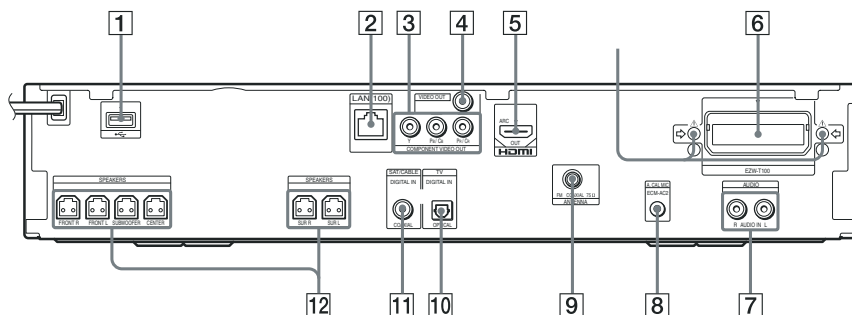 1
2
3
4
5
6
LAN(100)
VIDEO OUT
Y
PB / CB
PR / CR
COMPONENT VIDEO OUT
ARC
OUT
HDMI
EZW-T100
SPEAKERS
FRONT R
FRONT L
SUBWOOFER
CENTER
SPEAKERS
SUR R
SUR L
SAT/CABLE
DIGITAL IN
COAXIAL
TV
DIGITAL IN
OPTICAL
FM COAXIAL 75Ω
ANTENNA
A. CAL MIC
ECM-AC2
AUDIO
R AUDIO IN L
12
11
10
9
8
7